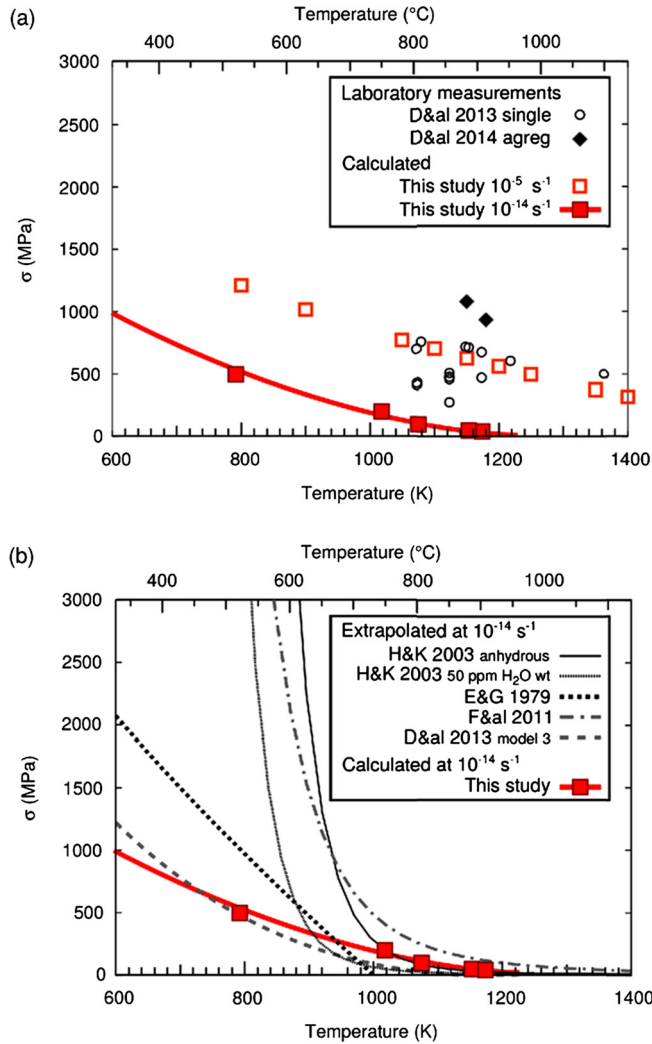 (a)
Temperature (°C)
400 600 800 1000
3000
2500
2000
1500
1000
500
0
σ (MPa)
Laboratory measurements
D&al 2013 single
D&al 2014 agreg
Calculated
This study 10⁻⁵ s⁻¹
This study 10⁻¹⁴ s⁻¹
600 800 1000 1200 1400
Temperature (K)
(b)
Temperature (°C)
400 600 800 1000
3000
2500
2000
1500
1000
500
0
σ (MPa)
Extrapolated at 10⁻¹⁴ s⁻¹
H&K 2003 anhydrous
H&K 2003 50 ppm H₂O wt
E&G 1979
F&al 2011
D&al 2013 model 3
Calculated at 10⁻¹⁴ s⁻¹
This study
600 800 1000 1200 1400
Temperature (K)